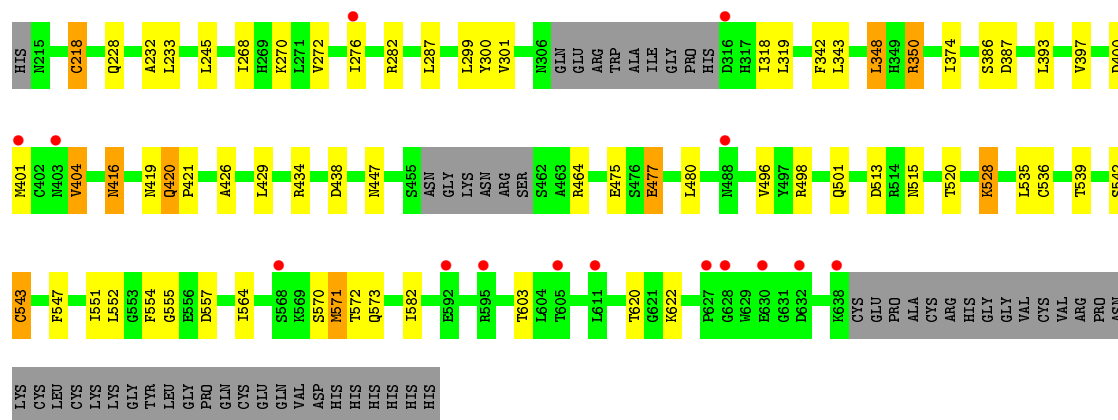 HIS N215 C218 Q228 A232 L233 L245 I268 H269 K270 L271 V272 I276 R282 L287 L299 Y300 V301 N306 GLN GLU ARG TRP ALA ILE GLY PRO HIS D316 H317 I318 L319 F342 L343 L348 H349 R350 I374 S386 D387 L393 V397 D400
M401 C402 N403 V404 N416 N419 Q420 P421 A426 L429 R434 D438 N447 S455 ASN GLY LYS ASN ARG SER S462 A463 R464 E475 S476 E477 L480 N488 V496 Y497 R498 Q501 D513 R514 N515 T520 K528 L535 C536 T539 S542
C543 F547 I551 L552 G553 F554 G555 E556 D557 I564 S568 K569 S570 M571 T572 Q573 I582 E592 R595 T603 L604 T605 L611 T620 G621 K622 P627 G628 W629 E630 G631 D632 K638 CYS GLU PRO ALA CYS ARG HIS GLY GLY VAL CYS VAL ARG PRO ASN
LYS CYS LEU CYS LYS LYS GLY TYR LEU GLY PRO GLN CYS GLU GLN VAL ASP HIS HIS HIS HIS HIS HIS